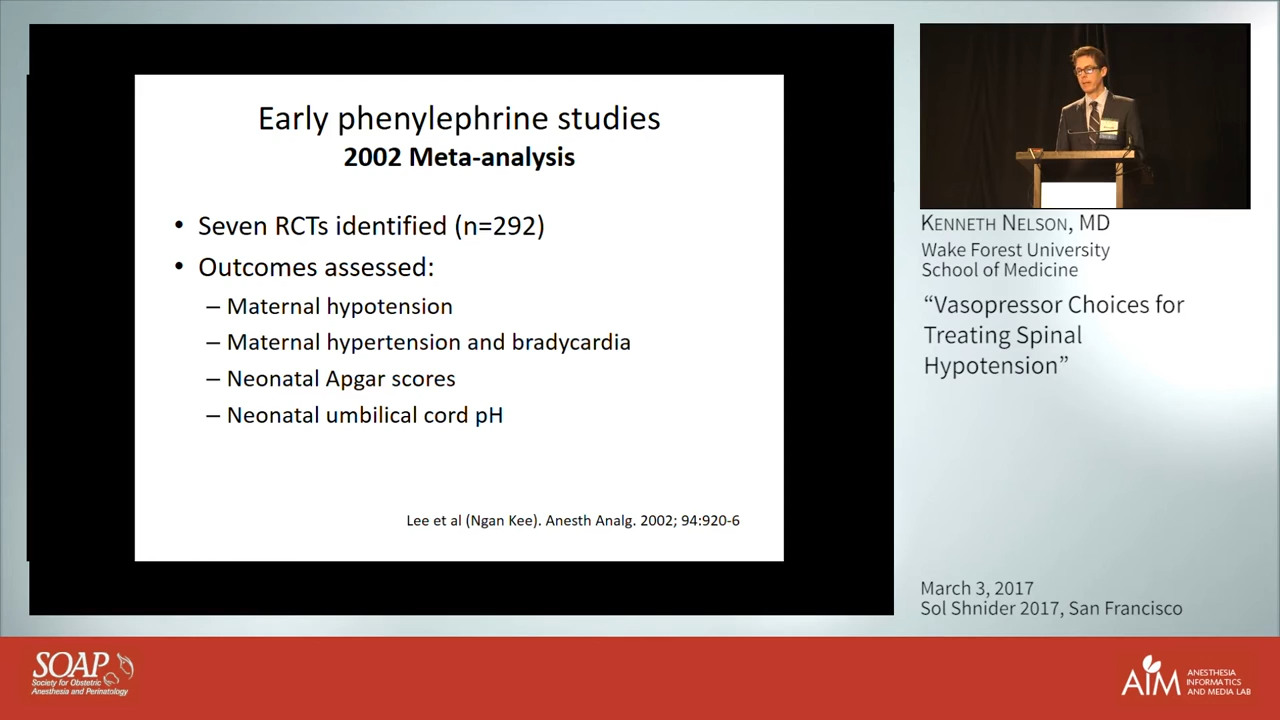 Early phenylephrine studies
2002 Meta-analysis
• Seven RCTs identified (n=292)
• Outcomes assessed:
– Maternal hypotension
– Maternal hypertension and bradycardia
– Neonatal Apgar scores
– Neonatal umbilical cord pH
Lee et al (Ngan Kee). Anesth Analg. 2002; 94:920-6
KENNETH NELSON, MD
Wake Forest University
School of Medicine
“Vasopressor Choices for
Treating Spinal
Hypotension”
March 3, 2017
Sol Shnider 2017, San Francisco
SOAP
Society for Obstetric
Anesthesia and Perinatology
AIM
ANESTHESIA
INFORMATICS
AND MEDIA LAB